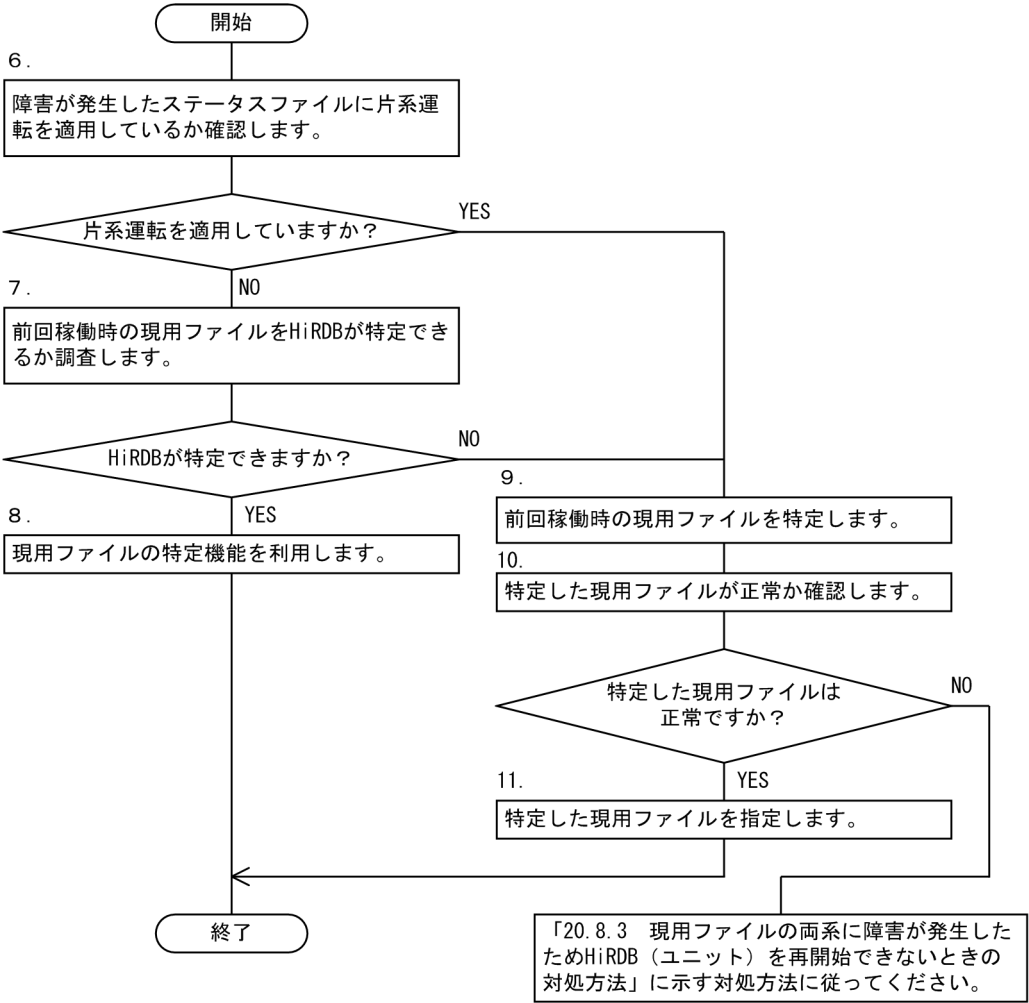 開始
６.
障害が発生したステータスファイルに片系運
転を適用しているか確認します。
片系運転を適用していますか？
YES
NO
７.
前回稼働時の現用ファイルをHiRDBが特定でき
るか調査します。
HiRDBが特定できますか？
NO
YES
８.
現用ファイルの特定機能を利用します。
９.
前回稼働時の現用ファイルを特定します。
10.
特定した現用ファイルが正常か確認します。
特定した現用ファイルは
正常ですか？
NO
YES
11.
特定した現用ファイルを指定します。
終了
「20.8.3　現用ファイルの両系に障害が発生した
ためHiRDB（ユニット）を再開始できないときの
対処方法」に示す対処方法に従ってください。